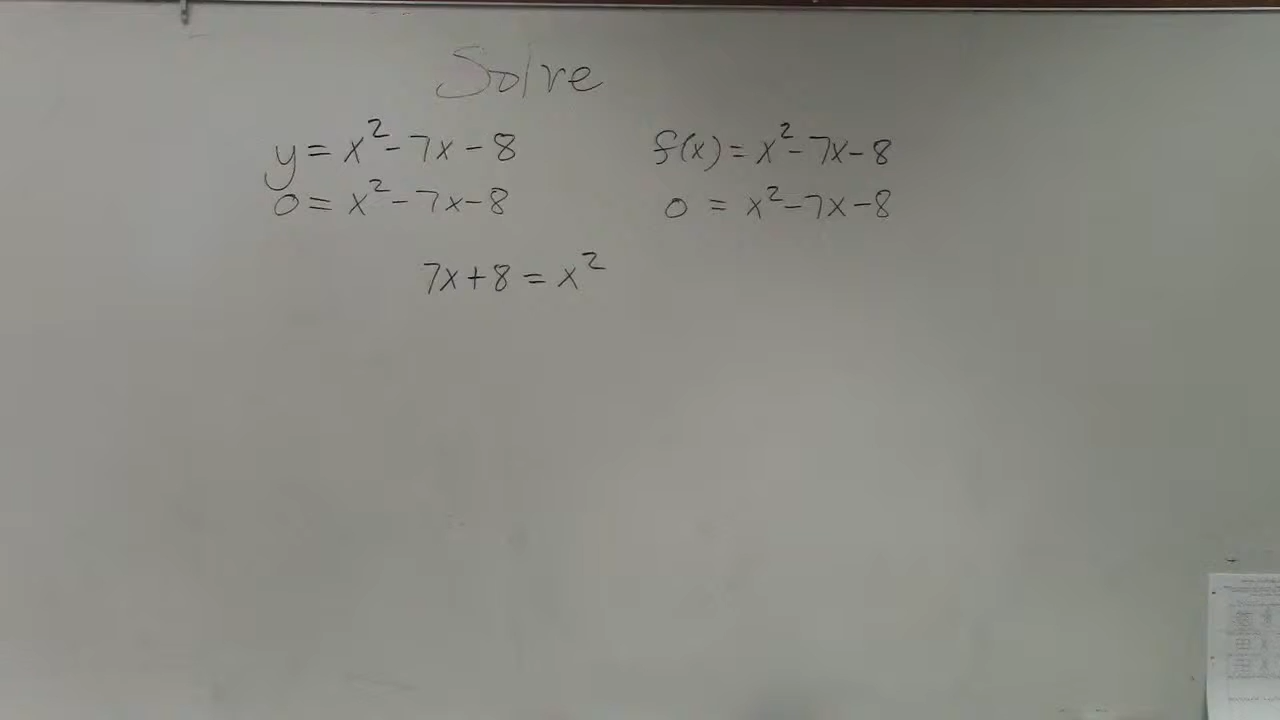 Solve
y = x² - 7x - 8
f(x) = x² - 7x - 8
0 = x² - 7x - 8
0 = x² - 7x - 8
7x + 8 = x²